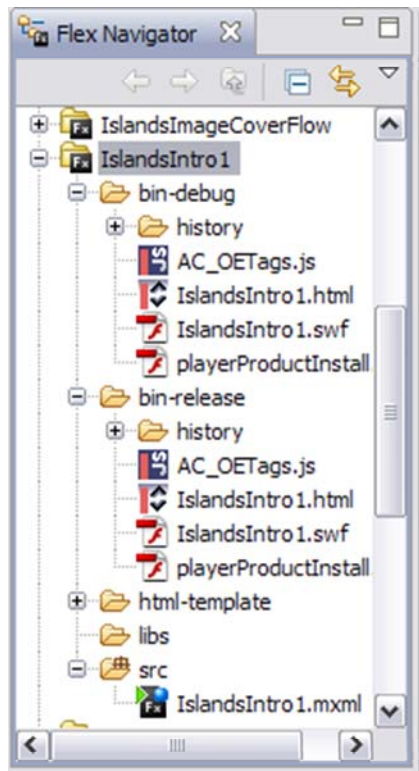 Flex Navigator
IslandsImageCoverFlow
IslandsIntro1
bin-debug
history
AC_OETags.js
IslandsIntro1.html
IslandsIntro1.swf
playerProductInstall
bin-release
history
AC_OETags.js
IslandsIntro1.html
IslandsIntro1.swf
playerProductInstall
html-template
libs
src
IslandsIntro1.mxml